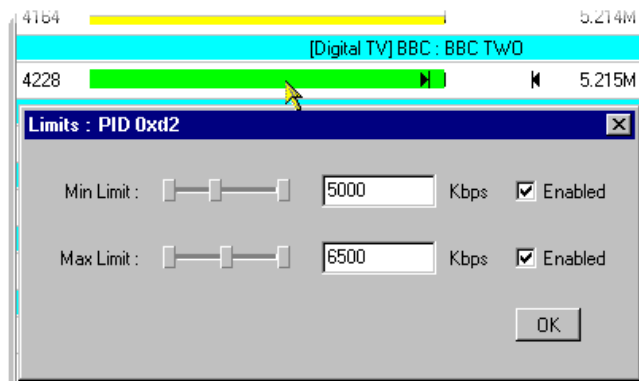 4164 5.214M
[Digital TV] BBC : BBC TWO
4228 5.215M
Limits : PID 0xd2
Min Limit : 5000 Kbps Enabled
Max Limit : 6500 Kbps Enabled
OK